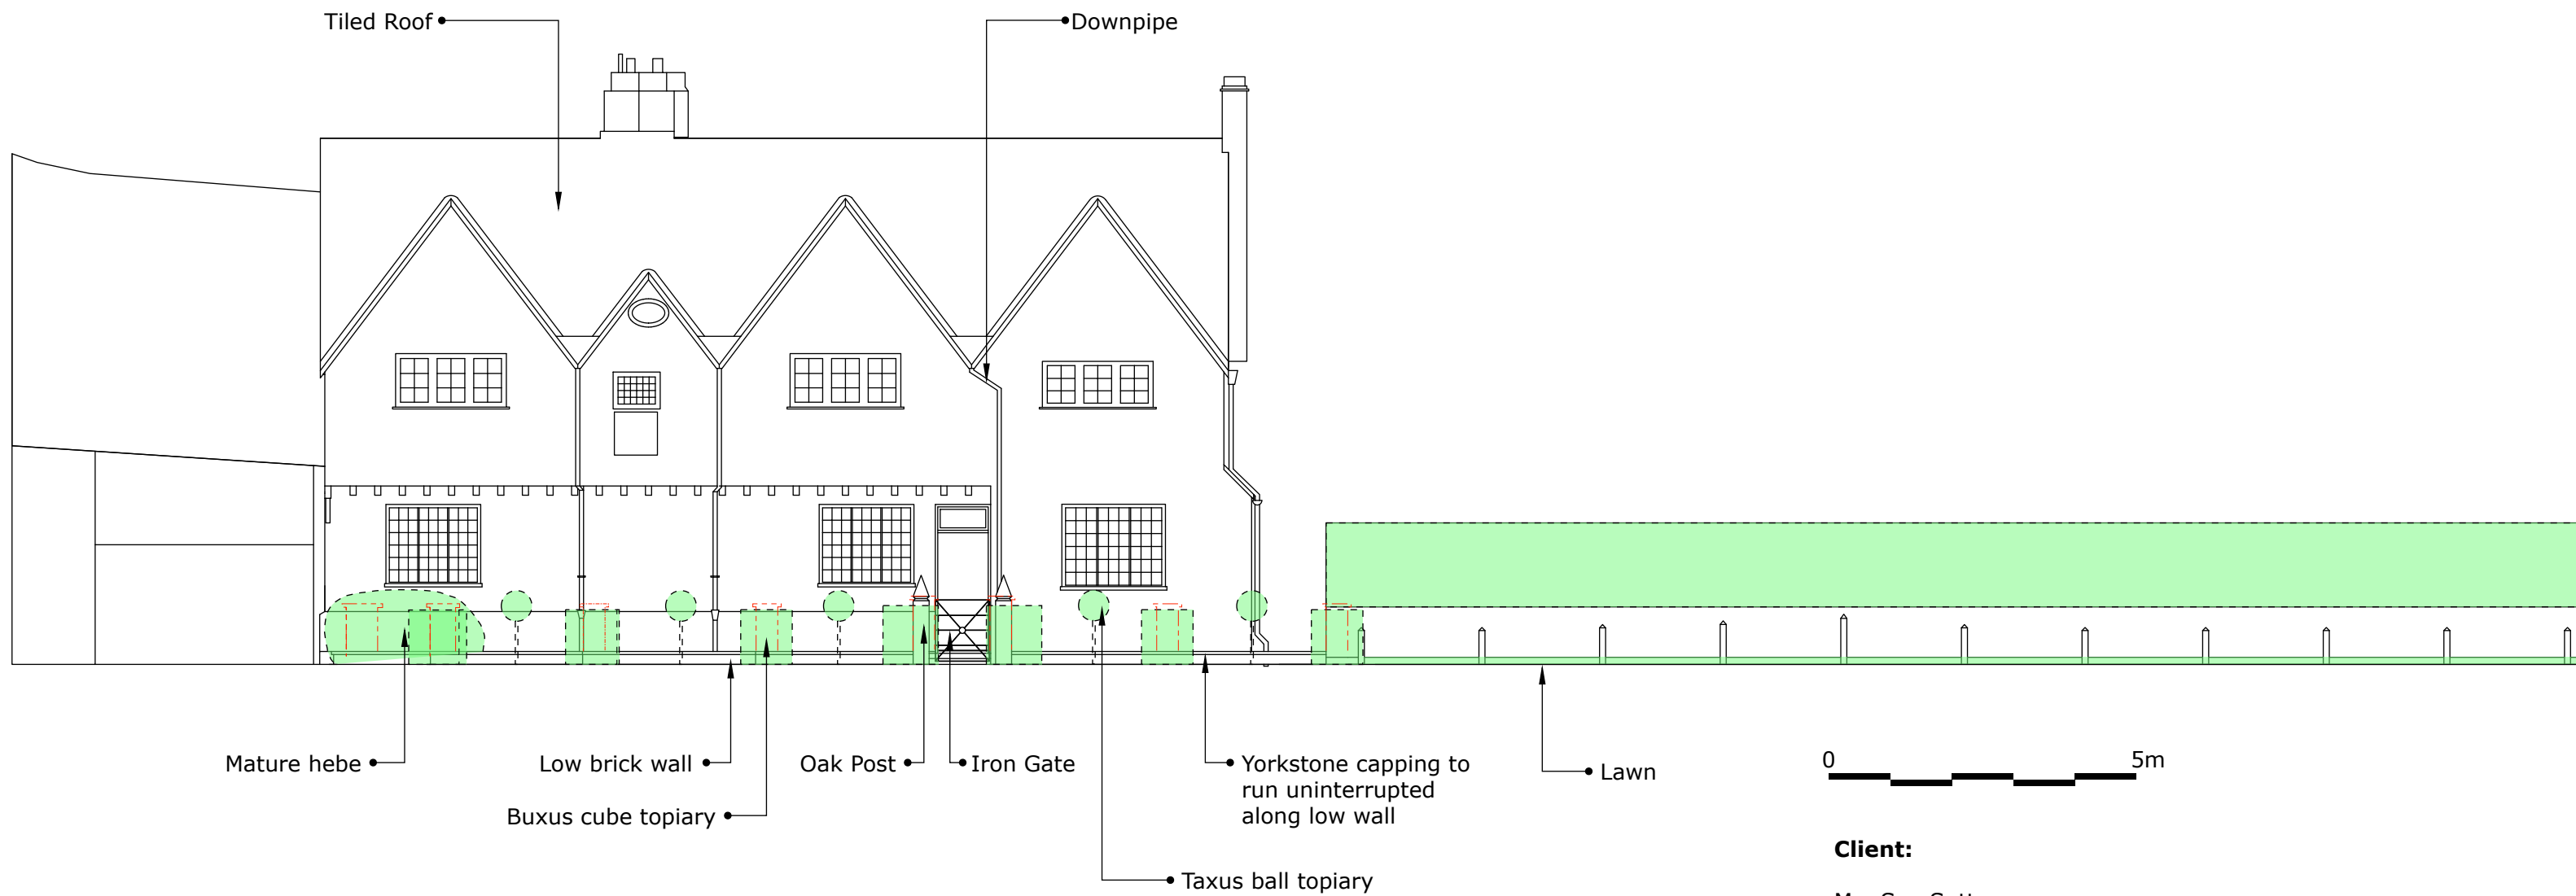 Tiled Roof
Downpipe
Mature hebe
Low brick wall
Oak Post
Iron Gate
Yorkstone capping to
run uninterrupted
along low wall
Lawn
0 5m
Buxus cube topiary
Taxus ball topiary
Client: